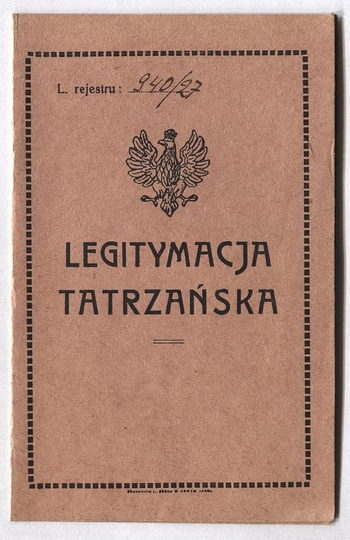 L. rejestru: 940/27
LEGITYMACJA
TATRZAŃSKA